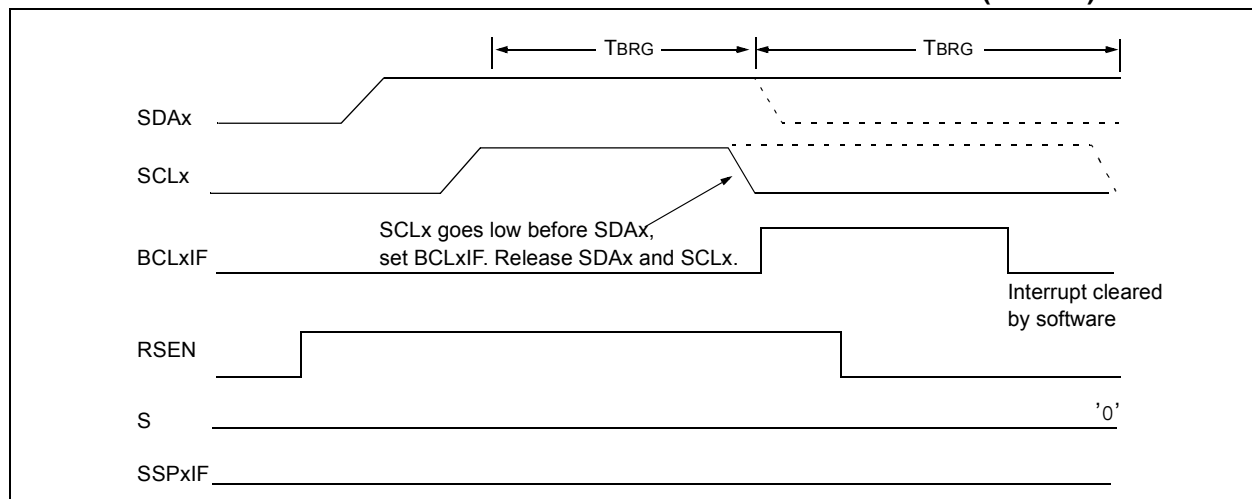 TBRG TBRG
SDAx
SCLx
SCLx goes low before SDAx,
set BCLxIF. Release SDAx and SCLx.
BCLxIF
Interrupt cleared
by software
RSEN
S
'0'
SSPxIF